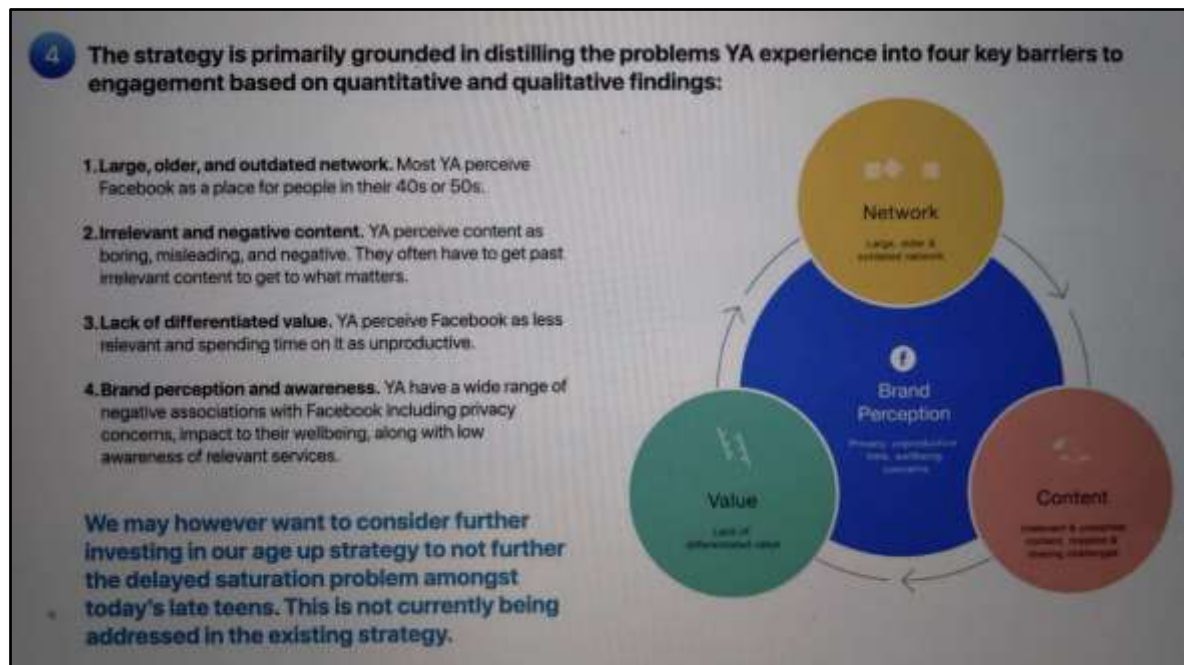 4
The strategy is primarily grounded in distilling the problems YA experience into four key barriers to
engagement based on quantitative and qualitative findings:
1. Large, older, and outdated network. Most YA perceive
Facebook as a place for people in their 40s or 50s.
2. Irrelevant and negative content. YA perceive content as
boring, misleading, and negative. They often have to get past
irrelevant content to get to what matters.
3. Lack of differentiated value. YA perceive Facebook as less
relevant and spending time on it as unproductive.
4. Brand perception and awareness. YA have a wide range of
negative associations with Facebook including privacy
concerns, impact to their wellbeing, along with low
awareness of relevant services.
We may however want to consider further
investing in our age up strategy to not further
the delayed saturation problem amongst
today's late teens. This is not currently being
addressed in the existing strategy.
Network
Large, older &
outdated network
f
Brand
Perception
Privacy, unproductive
time, wellbeing
concerns
Value
Lack of
differentiated value
Content
content,
sharing challenges